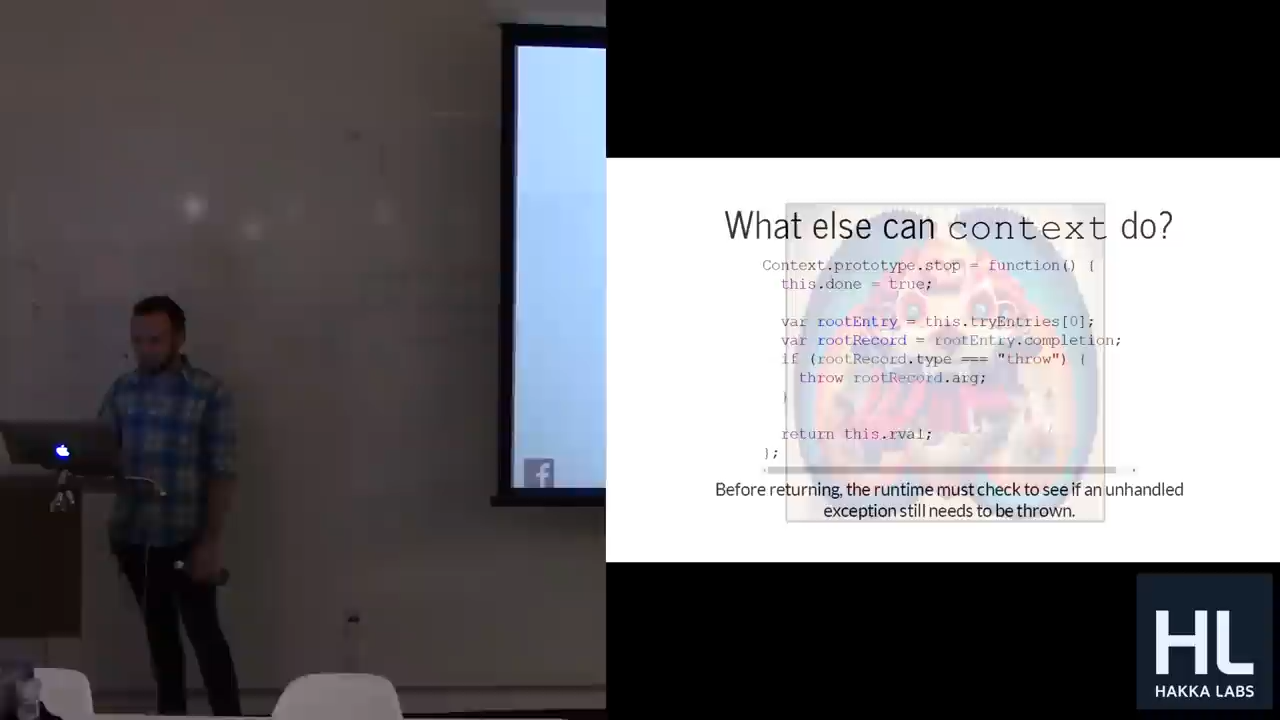 What else can context do?
Context.prototype.stop = function() {
this.done = true;
var rootEntry = this.tryEntries[0];
var rootRecord = rootEntry.completion;
if (rootRecord.type === "throw") {
throw rootRecord.arg;
}
return this.rval;
};
Before returning, the runtime must check to see if an unhandled
exception still needs to be thrown.
f
HL
HAKKA LABS